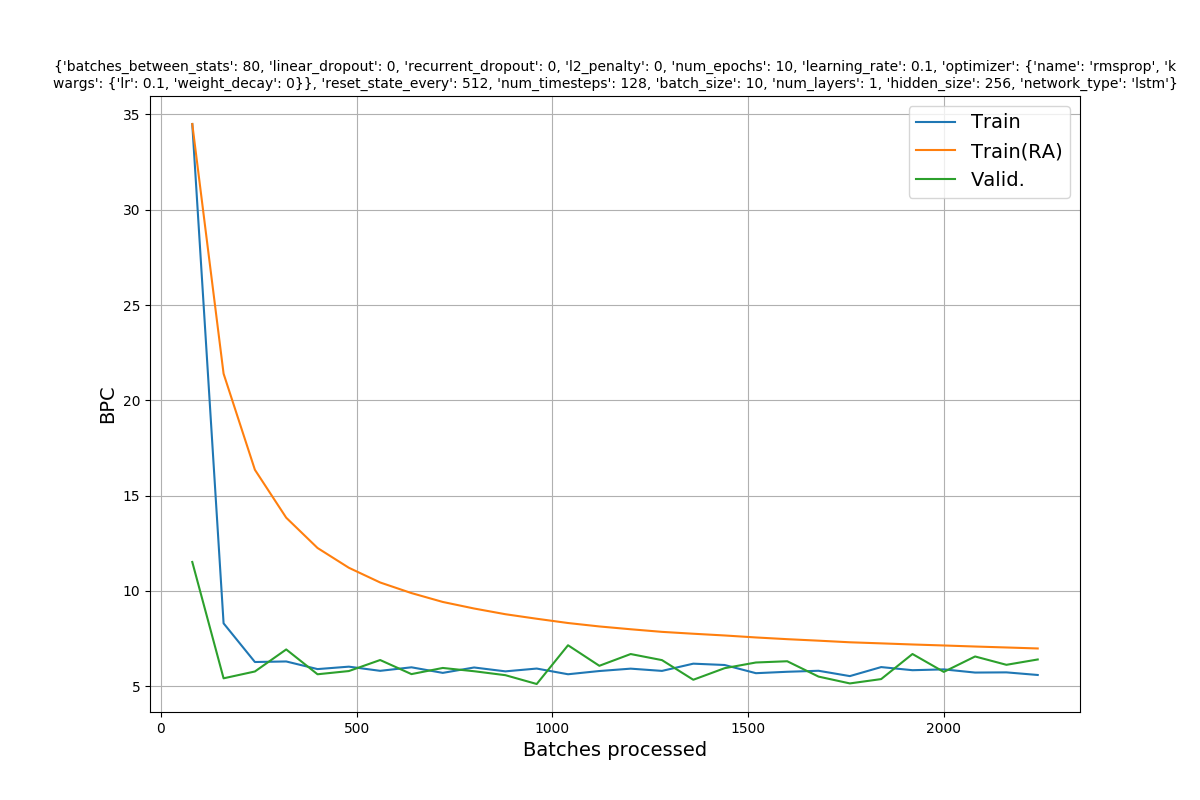 {'batches_between_stats': 80, 'linear_dropout': 0, 'recurrent_dropout': 0, 'l2_penalty': 0, 'num_epochs': 10, 'learning_rate': 0.1, 'optimizer': {'name': 'rmsprop', 'k
wargs': {'lr': 0.1, 'weight_decay': 0}}, 'reset_state_every': 512, 'num_timesteps': 128, 'batch_size': 10, 'num_layers': 1, 'hidden_size': 256, 'network_type': 'lstm'}
Train
Train(RA)
Valid.
35
30
25
20
15
10
5
BPC
0 500 1000 1500 2000
Batches processed